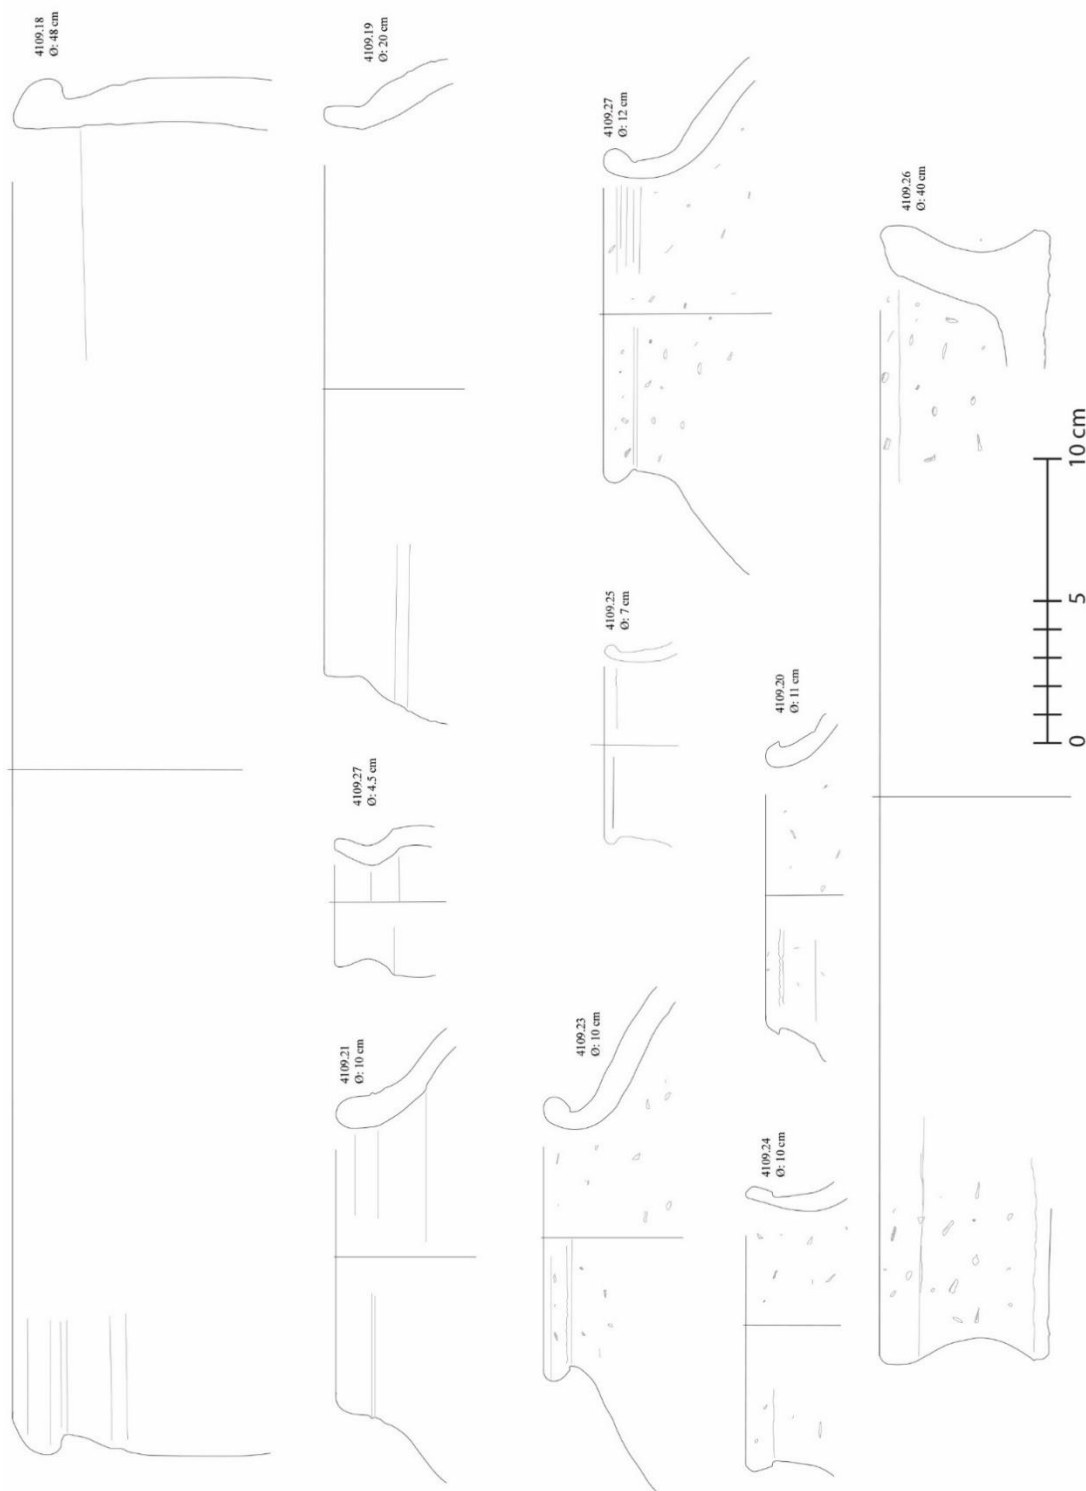 4109.18
Ø: 48 cm
4109.21
Ø: 10 cm
4109.27
Ø: 4.5 cm
4109.19
Ø: 20 cm
4109.23
Ø: 10 cm
4109.25
Ø: 7 cm
4109.27
Ø: 12 cm
4109.24
Ø: 10 cm
4109.20
Ø: 11 cm
4109.26
Ø: 40 cm
0 5 10 cm